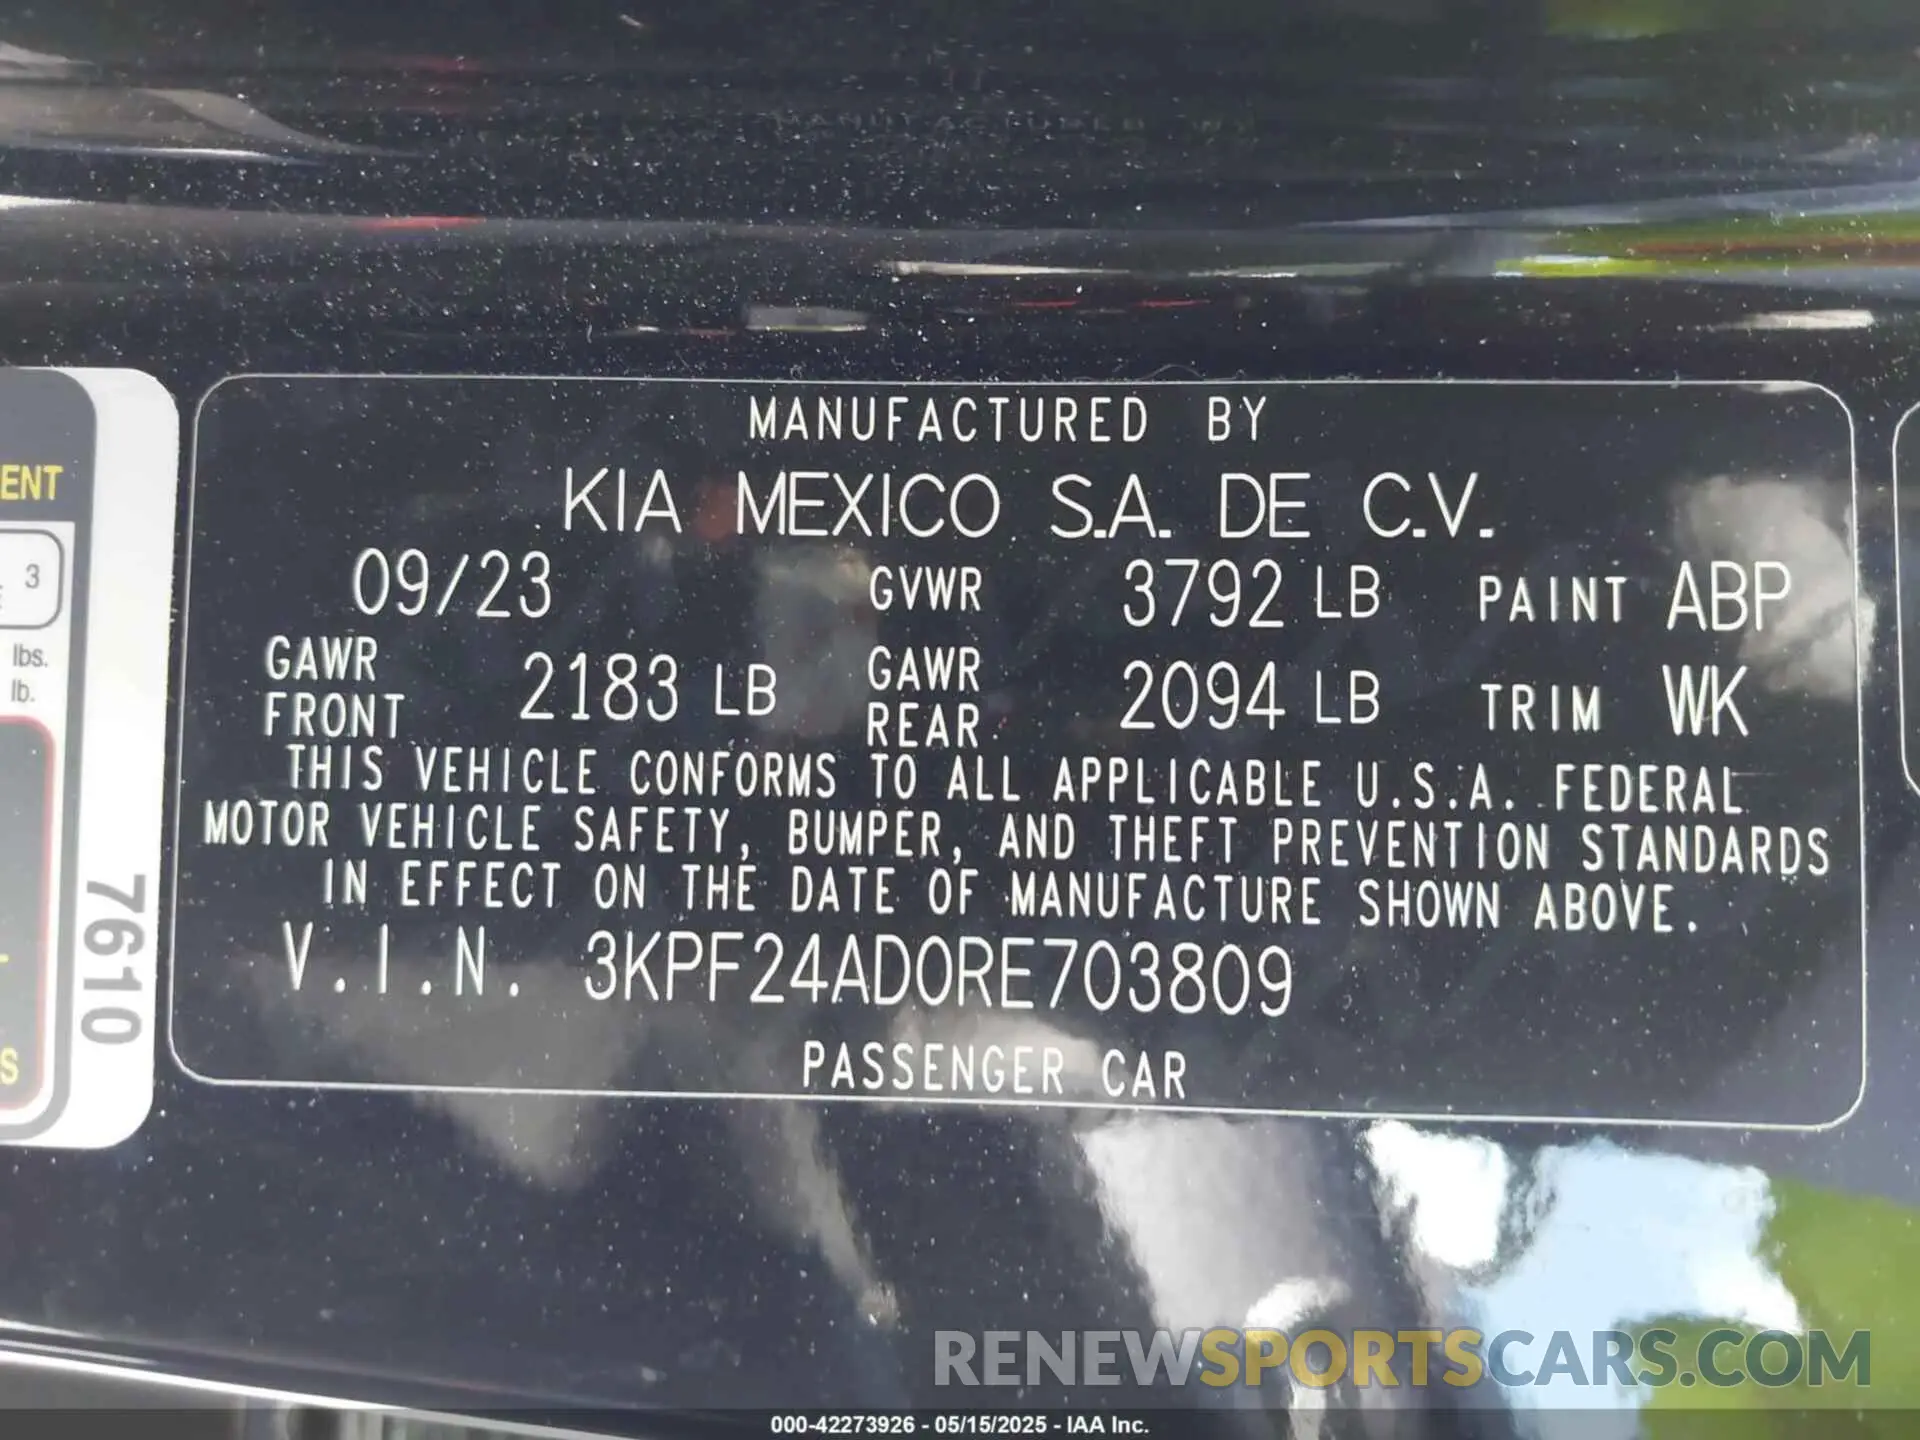 MANUFACTURED BY
KIA MEXICO S.A. DE C.V.
09/23 GVWR 3792 LB PAINT ABP
GAWR FRONT 2183 LB GAWR REAR 2094 LB TRIM WK
THIS VEHICLE CONFORMS TO ALL APPLICABLE U.S.A. FEDERAL
MOTOR VEHICLE SAFETY, BUMPER, AND THEFT PREVENTION STANDARDS
IN EFFECT ON THE DATE OF MANUFACTURE SHOWN ABOVE.
V.I.N. 3KPF24AD0RE703809
PASSENGER CAR
ENT
3
lbs.
lb.
S
7610
RENEWSPORTSCARS.COM
000-42273926 - 05/15/2025 - IAA Inc.